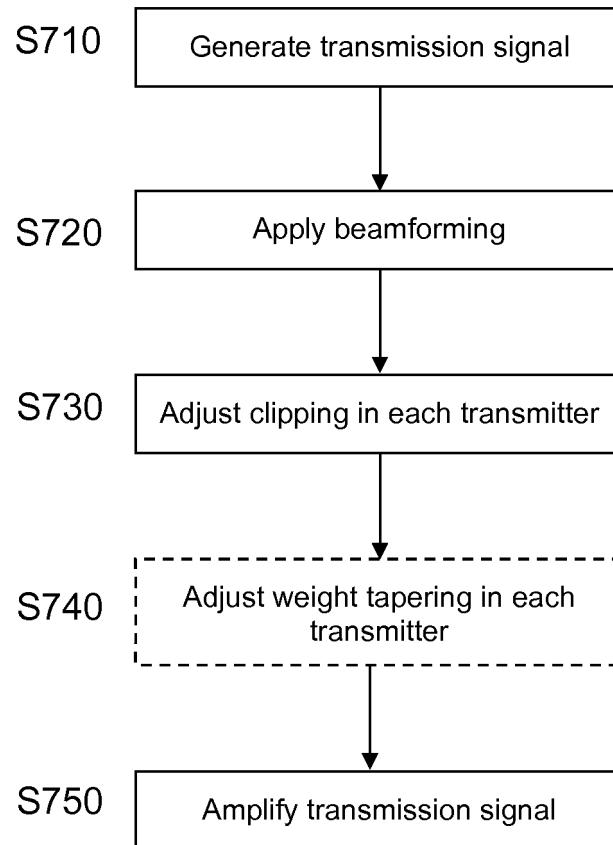 S710
Generate transmission signal
S720
Apply beamforming
S730
Adjust clipping in each transmitter
S740
Adjust weight tapering in each
transmitter
S750
Amplify transmission signal